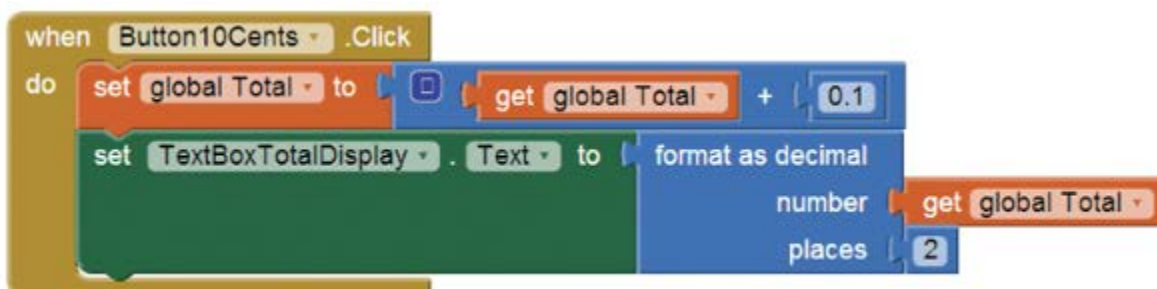 when Button10Cents .Click
do set global Total to get global Total + 0.1
set TextBoxTotalDisplay . Text to format as decimal
number get global Total
places 2